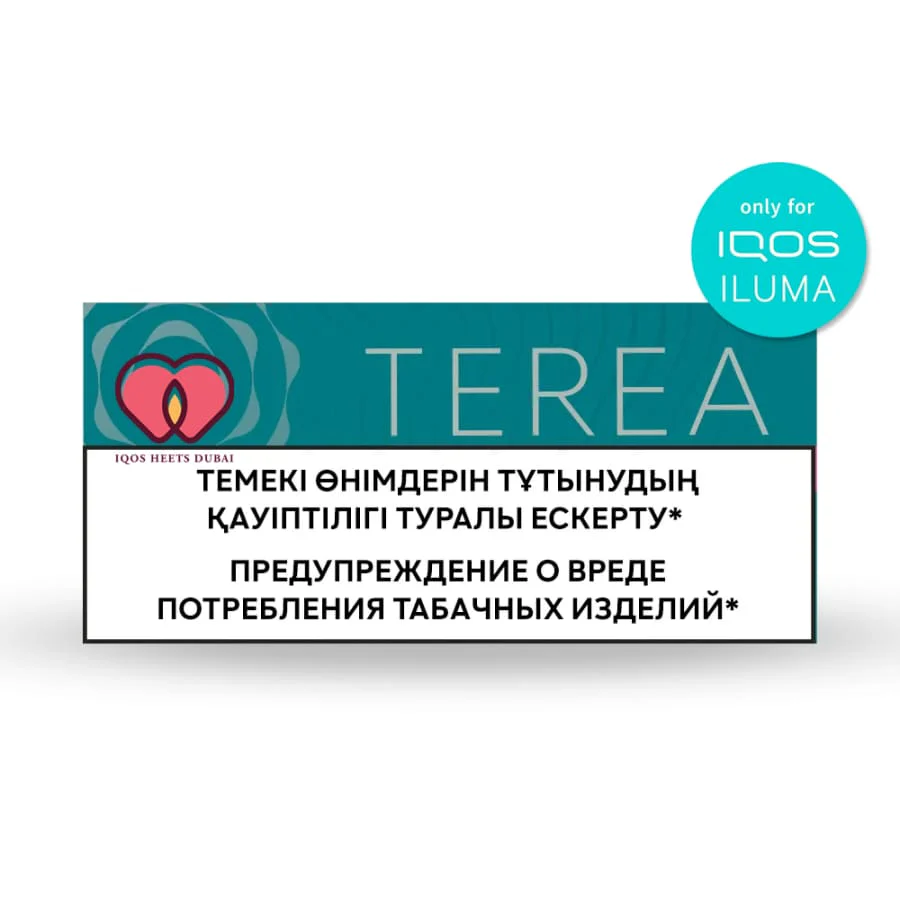 only for
IQOS
ILUMA
TEREA
IQOS HEETS DUBAI
ТЕМЕКІ ӨНІМДЕРІН ТҰТЫНУДЫҢ
ҚАУІПТІЛІГІ ТУРАЛЫ ЕСКЕРТУ*
ПРЕДУПРЕЖДЕНИЕ О ВРЕДЕ
ПОТРЕБЛЕНИЯ ТАБАЧНЫХ ИЗДЕЛИЙ*